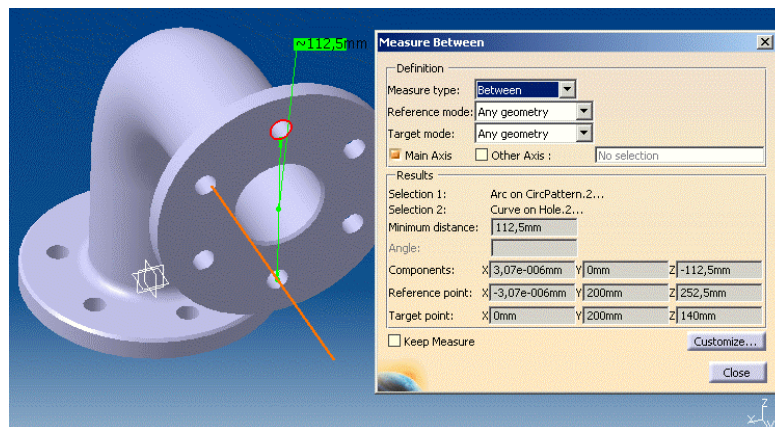 ~112,5mm
Measure Between
Definition
Measure type: Between
Reference mode: Any geometry
Target mode: Any geometry
Main Axis Other Axis : No selection
Results
Selection 1: Arc on CircPattern.2...
Selection 2: Curve on Hole.2...
Minimum distance: 112,5mm
Angle:
Components: X 3,07e-006mm Y 0mm Z -112,5mm
Reference point: X -3,07e-006mm Y 200mm Z 252,5mm
Target point: X 0mm Y 200mm Z 140mm
Keep Measure Customize...
Close
z
x